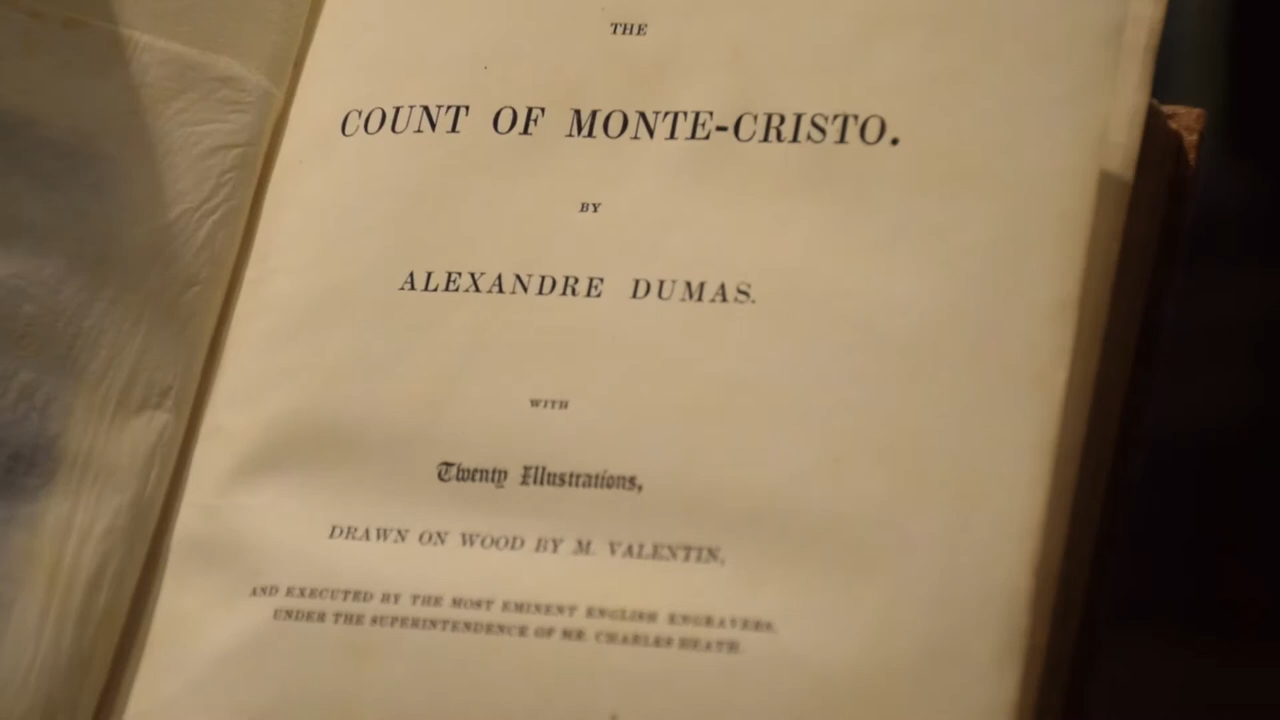 THE
COUNT OF MONTE-CRISTO.
BY
ALEXANDRE DUMAS.
WITH
Twenty Illustrations,
DRAWN ON WOOD BY M. VALENTIN,
AND EXECUTED BY THE MOST EMINENT ENGLISH ENGRAVERS,
UNDER THE SUPERINTENDENCE OF MR. CHARLES HEATH.